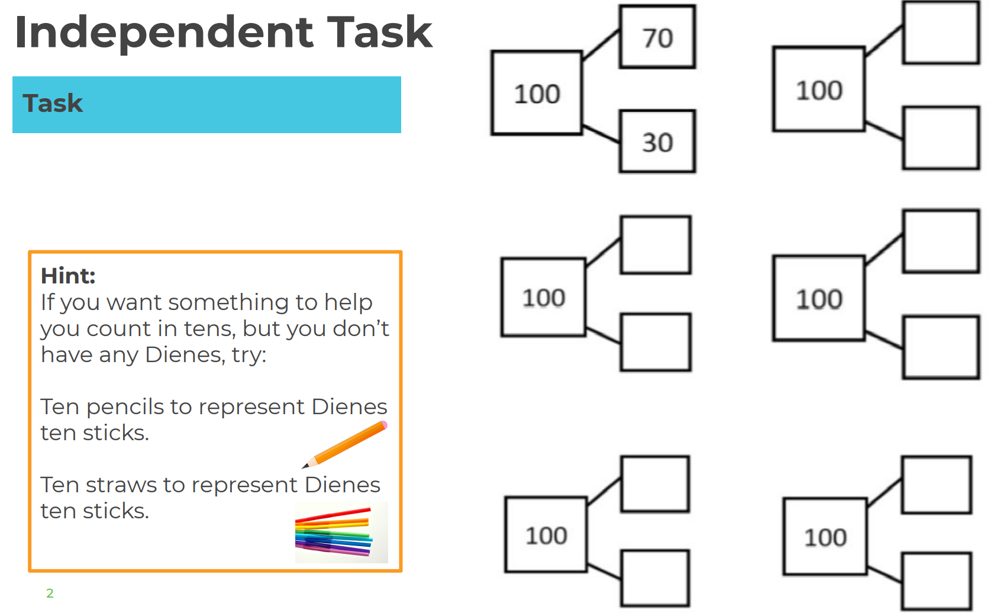 Independent Task
Task
Hint:
If you want something to help
you count in tens, but you don’t
have any Dienes, try:
Ten pencils to represent Dienes
ten sticks.
Ten straws to represent Dienes
ten sticks.
2
70
100
30
100
100
100
100
100